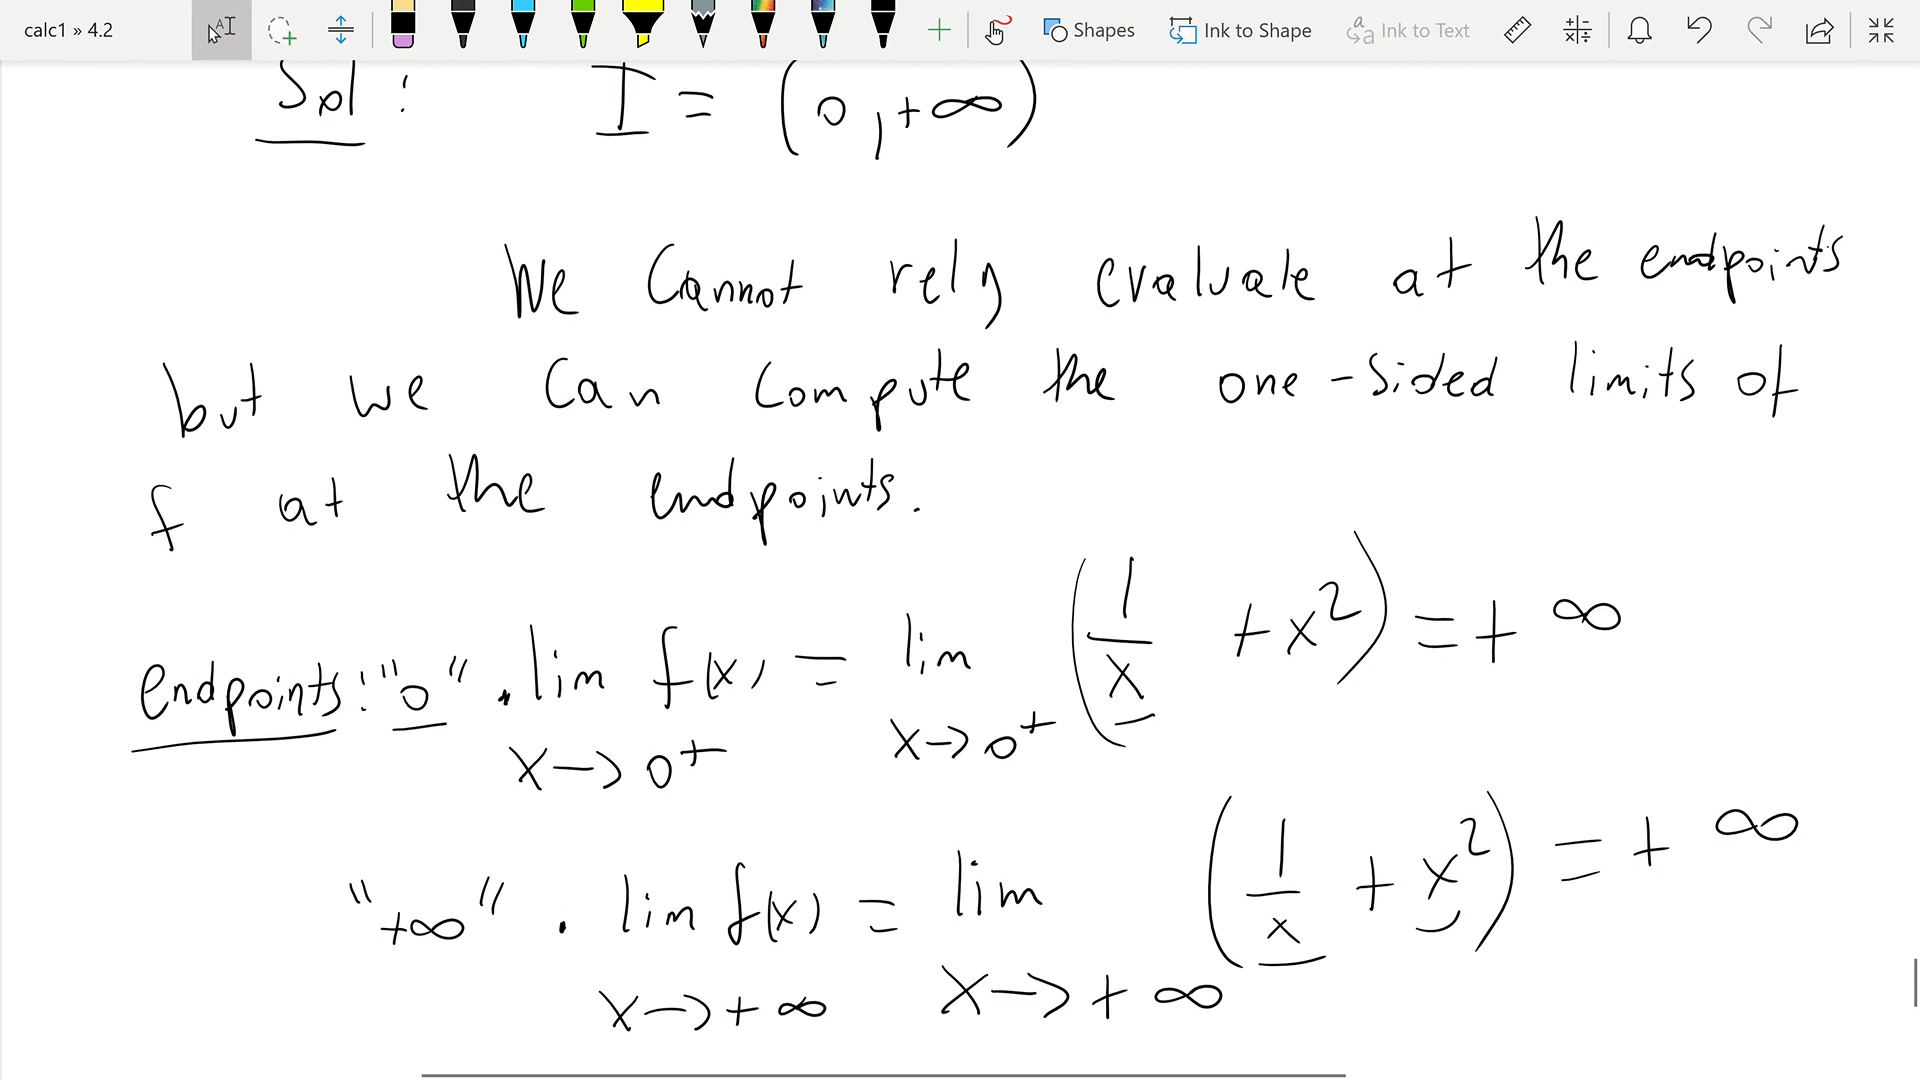 calc1 » 4.2
Shapes Ink to Shape Ink to Text
Sol: I = (0, +∞)
We cannot rely evaluate at the endpoints
but we can compute the one-sided limits of
f at the endpoints.
endpoints: "0" . lim f(x) = lim (1/x + x²) = + ∞
x → 0⁺ x → 0⁺
"+∞" . lim f(x) = lim (1/x + x²) = + ∞
x → + ∞ x → + ∞